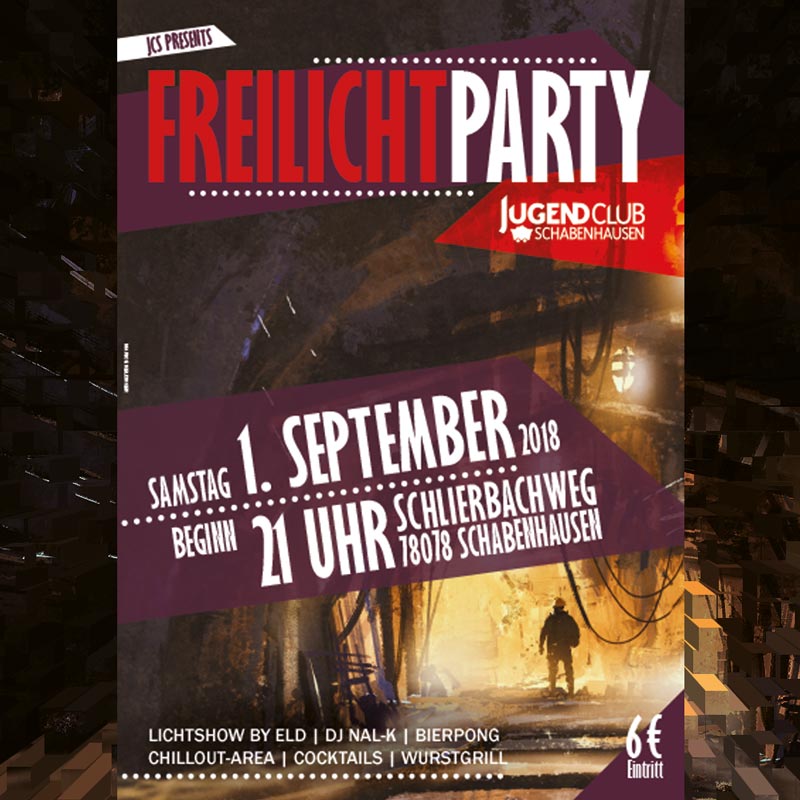 JCS PRESENTS
FREILICHTPARTY
JUGENDCLUB
SCHABENHAUSEN
SAMSTAG 1. SEPTEMBER 2018
BEGINN 21 UHR SCHLIERBACHWEG
78078 SCHABENHAUSEN
LICHTSHOW BY ELD | DJ NAL-K | BIERPONG
CHILLOUT-AREA | COCKTAILS | WURSTGRILL
6 €
Eintritt